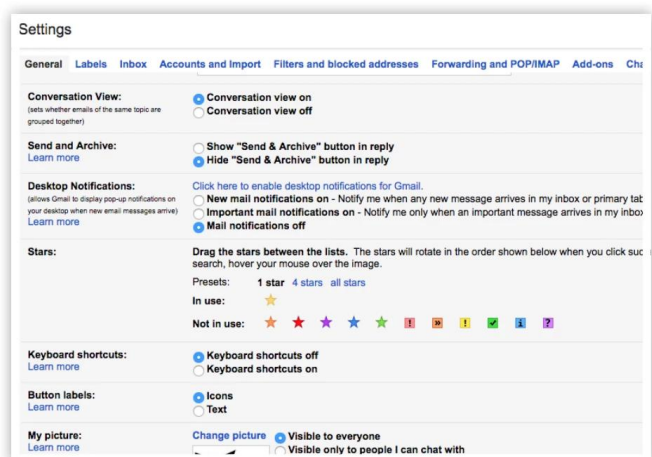 Settings
General Labels Inbox Accounts and Import Filters and blocked addresses Forwarding and POP/IMAP Add-ons Cha
Conversation View:
(sets whether emails of the same topic are
grouped together)
Conversation view on
Conversation view off
Send and Archive:
Learn more
Show "Send & Archive" button in reply
Hide "Send & Archive" button in reply
Desktop Notifications:
(allows Gmail to display pop-up notifications on
your desktop when new email messages arrive)
Learn more
Click here to enable desktop notifications for Gmail.
New mail notifications on - Notify me when any new message arrives in my inbox or primary tab
Important mail notifications on - Notify me only when an important message arrives in my inbox
Mail notifications off
Stars:
Drag the stars between the lists. The stars will rotate in the order shown below when you click suc
search, hover your mouse over the image.
Presets: 1 star 4 stars all stars
In use:
Not in use: ! » ! i ?
Keyboard shortcuts:
Learn more
Keyboard shortcuts off
Keyboard shortcuts on
Button labels:
Learn more
Icons
Text
My picture:
Learn more
Change picture
Visible to everyone
Visible only to people I can chat with